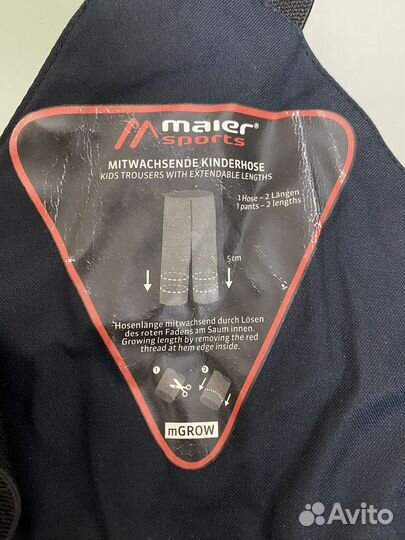 maier®
sports
MITWACHSENDE KINDERHOSE
KIDS TROUSERS WITH EXTENDABLE LENGTHS
1 Hose – 2 Längen
1 pants – 2 lengths
5cm
Hosenlänge mitwachsend durch Lösen
des roten Fadens am Saum innen.
Growing length by removing the red
thread at hem edge inside.
1
2
mGROW
Avito